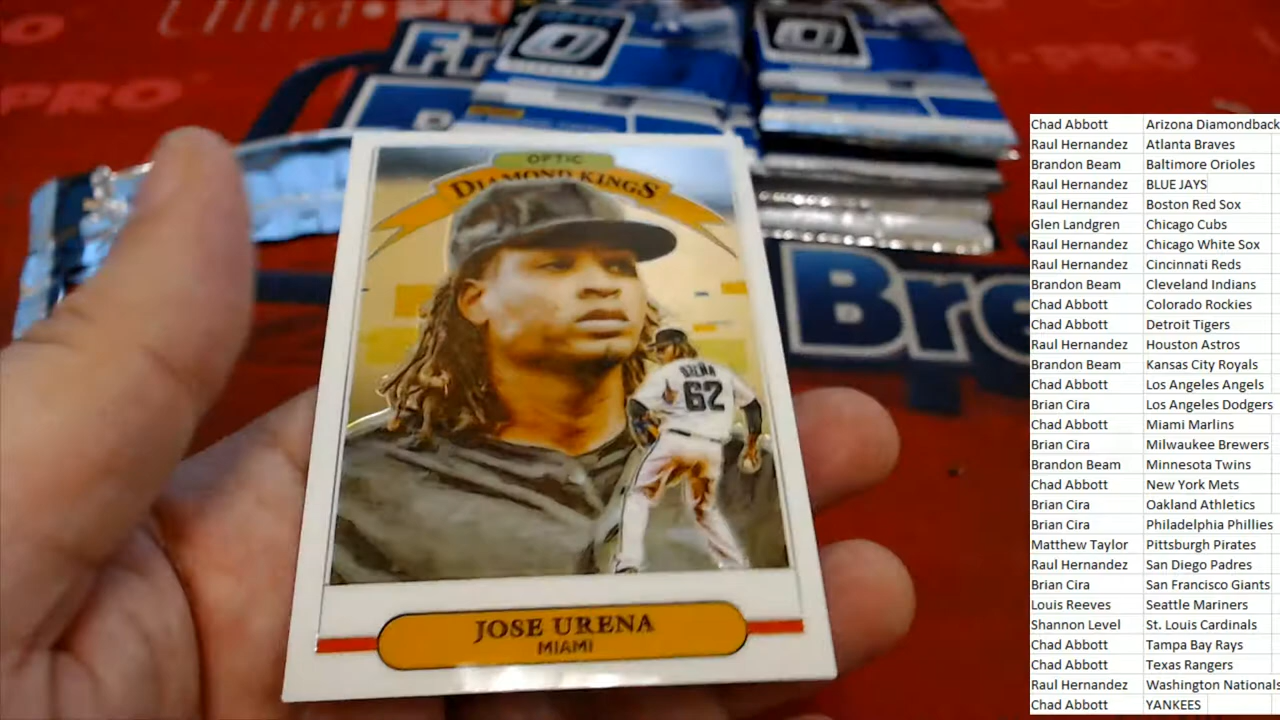 Ultra•PRO
PRO
Fr
OPTIC
DIAMOND KINGS
Bre
URENA
62
JOSE URENA
MIAMI
Chad Abbott Arizona Diamondback
Raul Hernandez Atlanta Braves
Brandon Beam Baltimore Orioles
Raul Hernandez BLUE JAYS
Raul Hernandez Boston Red Sox
Glen Landgren Chicago Cubs
Raul Hernandez Chicago White Sox
Raul Hernandez Cincinnati Reds
Brandon Beam Cleveland Indians
Chad Abbott Colorado Rockies
Chad Abbott Detroit Tigers
Raul Hernandez Houston Astros
Brandon Beam Kansas City Royals
Chad Abbott Los Angeles Angels
Brian Cira Los Angeles Dodgers
Chad Abbott Miami Marlins
Brian Cira Milwaukee Brewers
Brandon Beam Minnesota Twins
Chad Abbott New York Mets
Brian Cira Oakland Athletics
Brian Cira Philadelphia Phillies
Matthew Taylor Pittsburgh Pirates
Raul Hernandez San Diego Padres
Brian Cira San Francisco Giants
Louis Reeves Seattle Mariners
Shannon Level St. Louis Cardinals
Chad Abbott Tampa Bay Rays
Chad Abbott Texas Rangers
Raul Hernandez Washington Nationals
Chad Abbott YANKEES